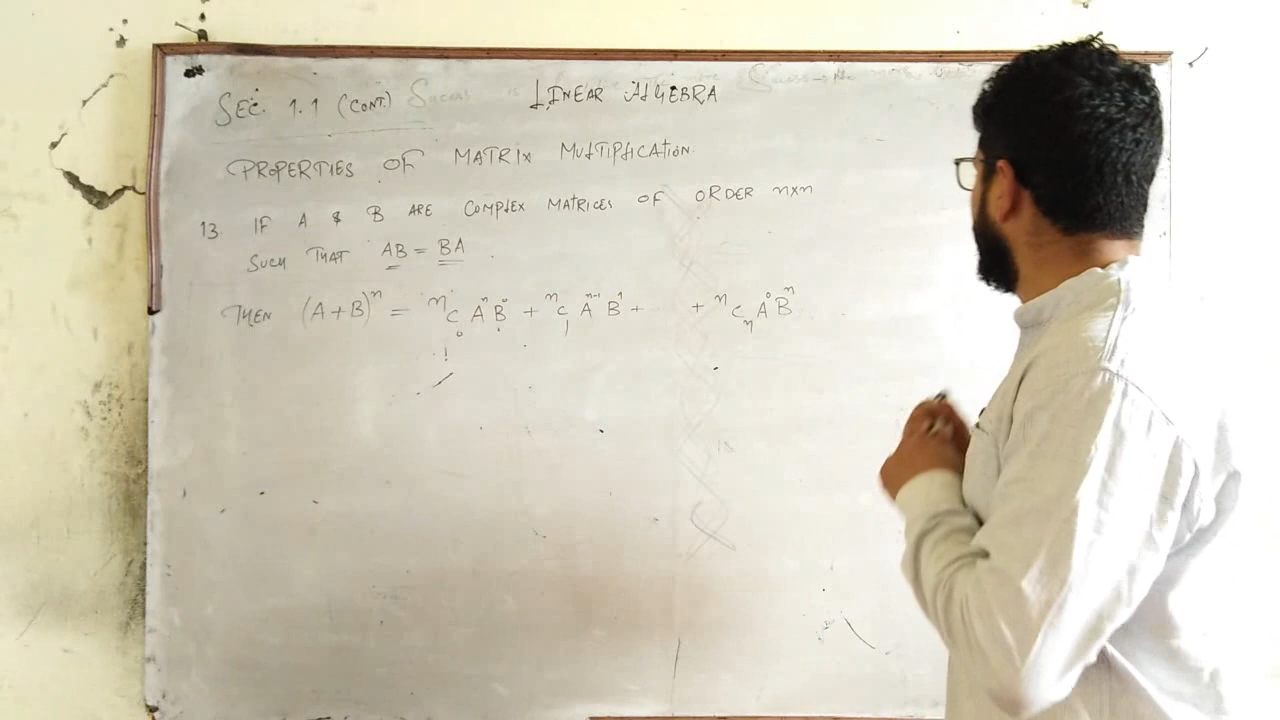 SEC. 1.1 (CONT.) LINEAR ALGEBRA
PROPERTIES OF MATRIX MULTIPLICATION.
13. IF A & B ARE COMPLEX MATRICES OF ORDER n×n
SUCH THAT AB = BA .
THEN (A+B)ⁿ = ⁿC₀ AⁿB⁰ + ⁿC₁ Aⁿ⁻¹B¹ + ... + ⁿCₙ A⁰Bⁿ